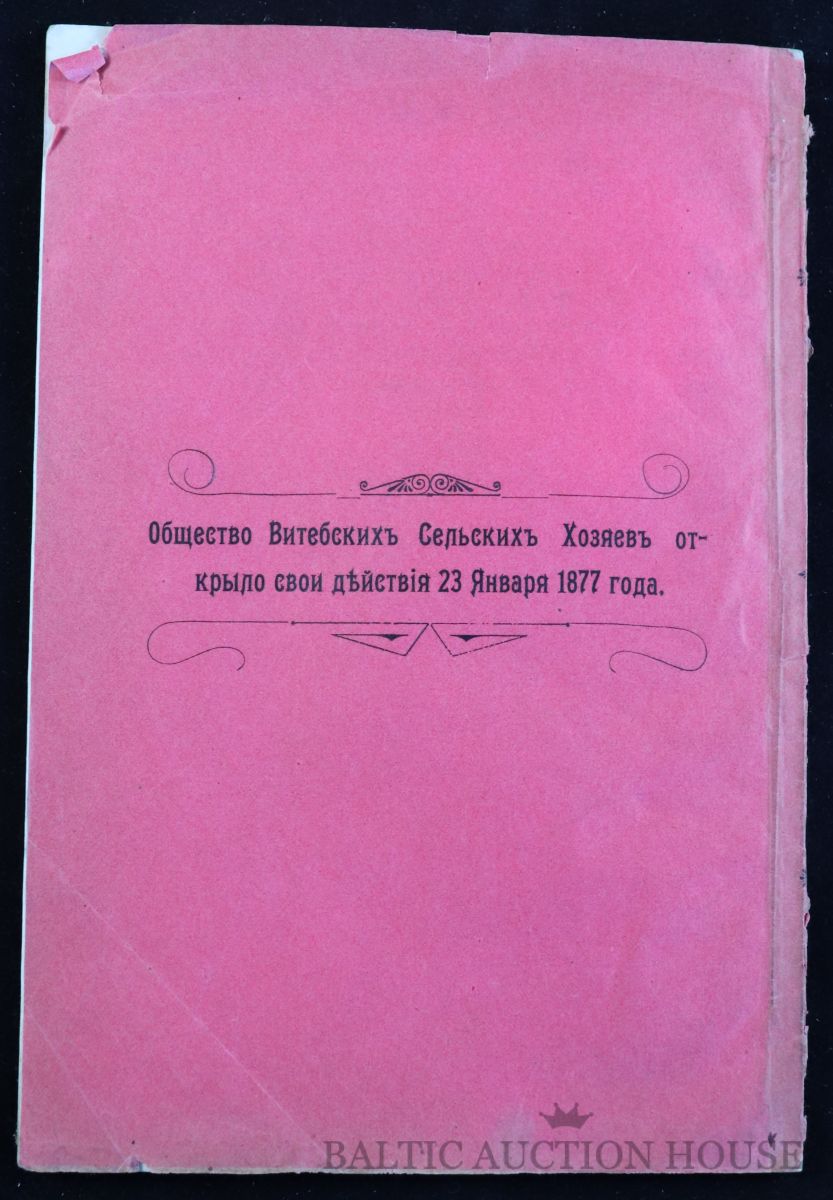 Общество Витебскихъ Сельскихъ Хозяевъ от-
крыло свои дѣйствія 23 Января 1877 года.
BALTIC AUCTION HOUSE